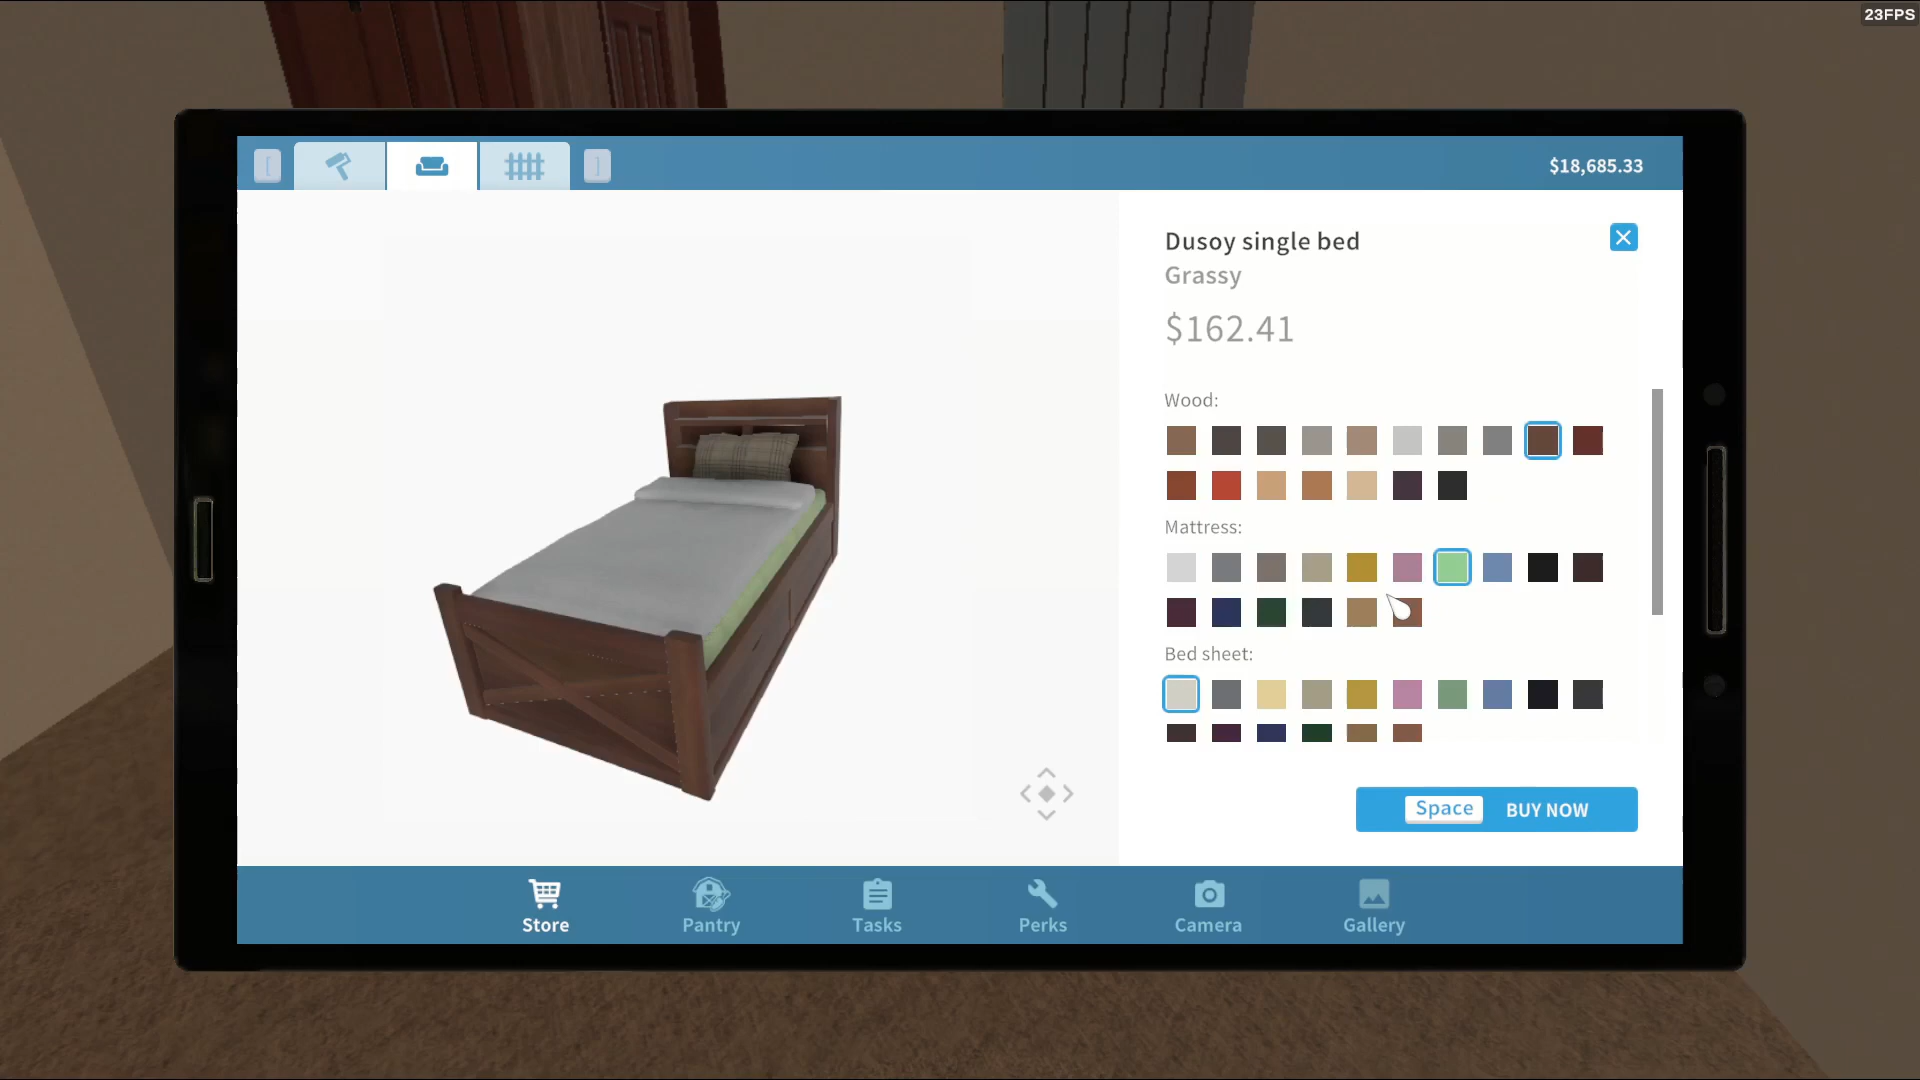 23FPS
[
]
$18,685.33
Dusoy single bed
Grassy
$162.41
Wood:
Mattress:
Bed sheet:
Space BUY NOW
Store
Pantry
Tasks
Perks
Camera
Gallery